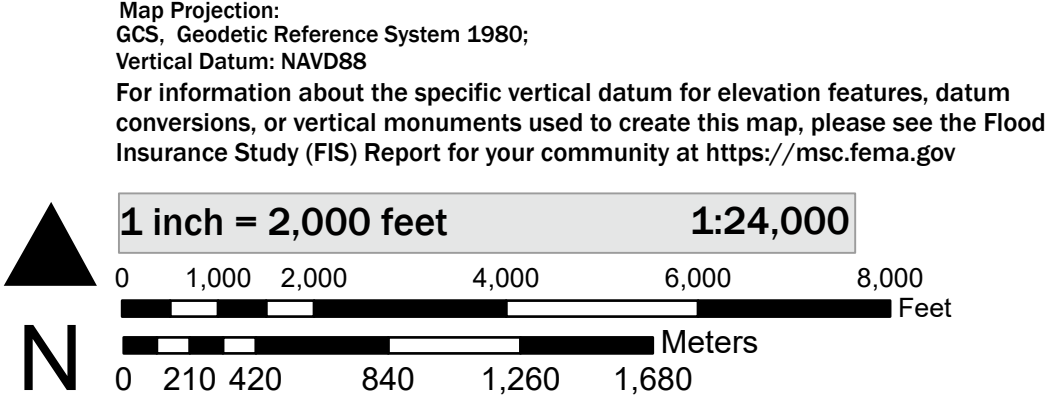 Map Projection:
GCS, Geodetic Reference System 1980;
Vertical Datum: NAVD88
For information about the specific vertical datum for elevation features, datum
conversions, or vertical monuments used to create this map, please see the Flood
Insurance Study (FIS) Report for your community at https://msc.fema.gov
1 inch = 2,000 feet 1:24,000
0 1,000 2,000 4,000 6,000 8,000
Feet
Meters
N
0 210 420 840 1,260 1,680